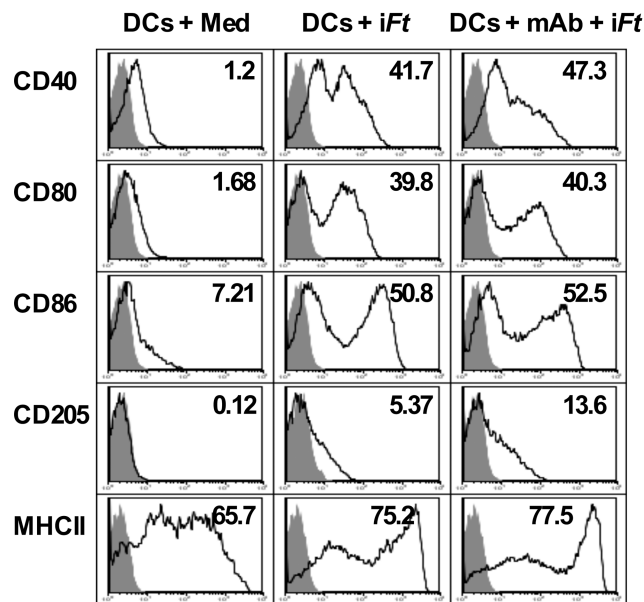 DCs + Med DCs + iFt DCs + mAb + iFt
CD40 1.2 41.7 47.3
CD80 1.68 39.8 40.3
CD86 7.21 50.8 52.5
CD205 0.12 5.37 13.6
MHCII 65.7 75.2 77.5